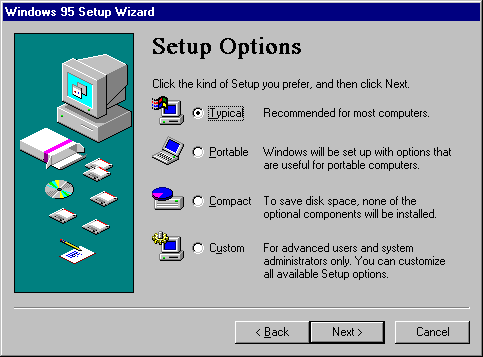 Windows 95 Setup Wizard
Setup Options
Click the kind of Setup you prefer, and then click Next.
Typical
Recommended for most computers.
Portable
Windows will be set up with options that
are useful for portable computers.
Compact
To save disk space, none of the
optional components will be installed.
Custom
For advanced users and system
administrators only. You can customize
all available Setup options.
< Back
Next >
Cancel